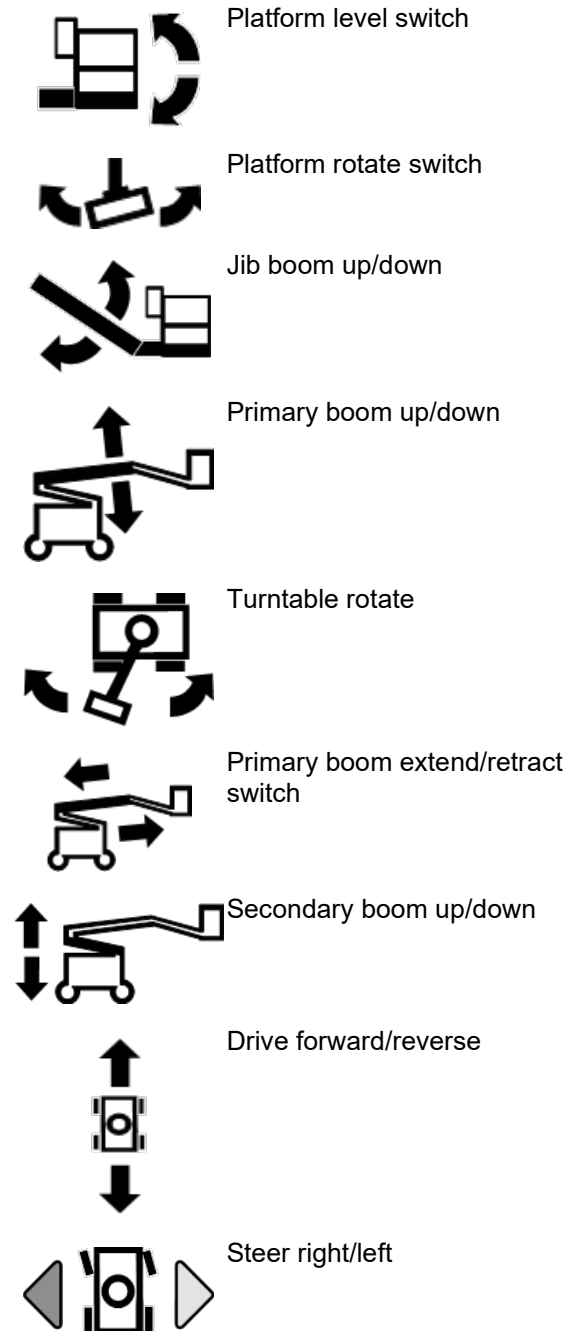 Platform level switch
Platform rotate switch
Jib boom up/down
Primary boom up/down
Turntable rotate
Primary boom extend/retract
switch
Secondary boom up/down
Drive forward/reverse
Steer right/left